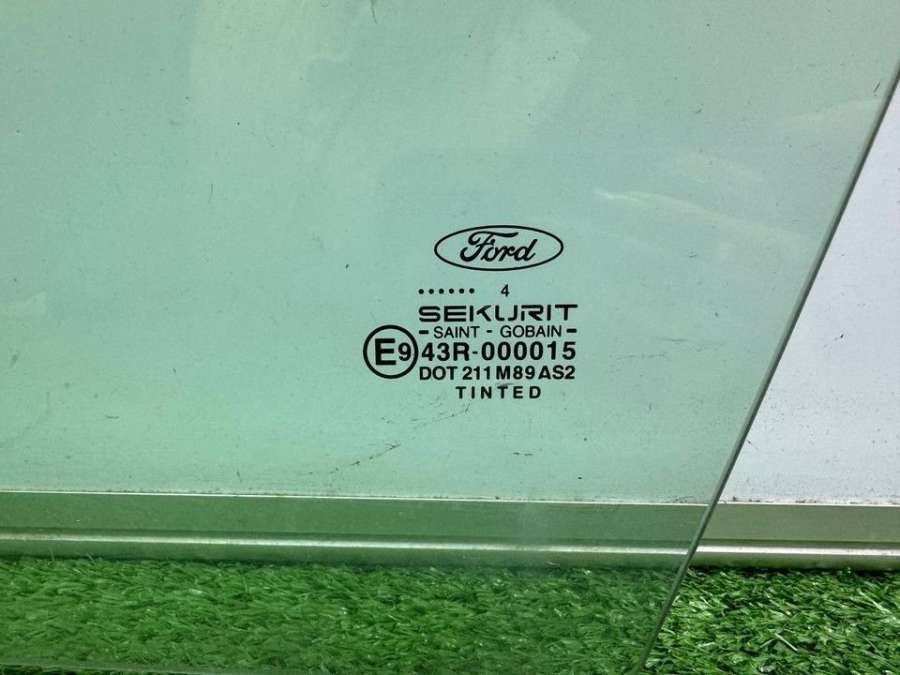 Ford
...... 4
SEKURIT
- SAINT - GOBAIN -
E9 43R-000015
DOT 211 M89 AS2
TINTED